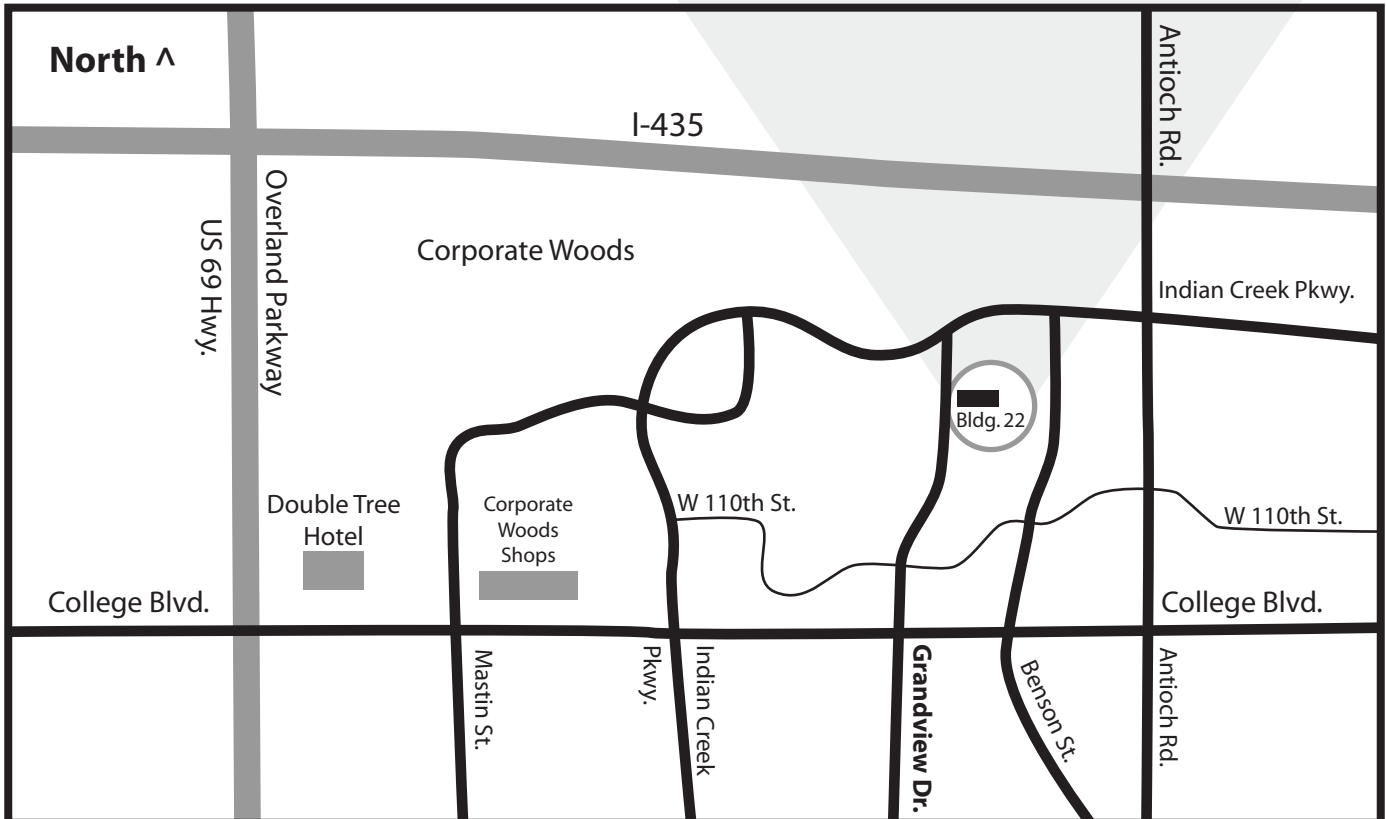 North ^
Antioch Rd.
I-435
Overland Parkway
US 69 Hwy.
Corporate Woods
Indian Creek Pkwy.
Bldg. 22
Double Tree
Hotel
Corporate
Woods
Shops
W 110th St.
W 110th St.
College Blvd.
College Blvd.
Mastin St.
Indian Creek
Pkwy.
Grandview Dr.
Benson St.
Antioch Rd.